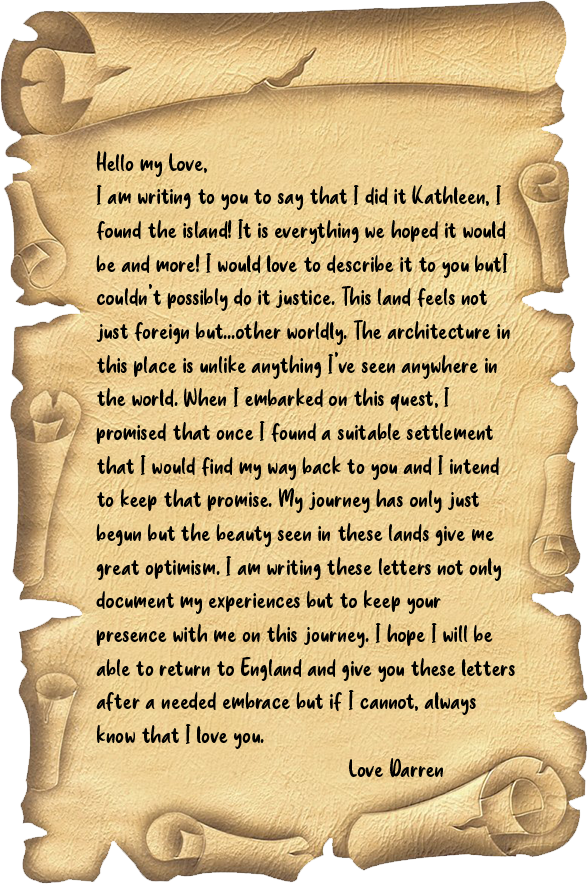 Hello my Love,
I am writing to you to say that I did it Kathleen, I
found the island! It is everything we hoped it would
be and more! I would love to describe it to you butI
couldn't possibly do it justice. This land feels not
just foreign but...other worldly. The architecture in
this place is unlike anything I've seen anywhere in
the world. When I embarked on this quest, I
promised that once I found a suitable settlement
that I would find my way back to you and I intend
to keep that promise. My journey has only just
begun but the beauty seen in these lands give me
great optimism. I am writing these letters not only
document my experiences but to keep your
presence with me on this journey. I hope I will be
able to return to England and give you these letters
after a needed embrace but if I cannot, always
know that I love you.
Love Darren